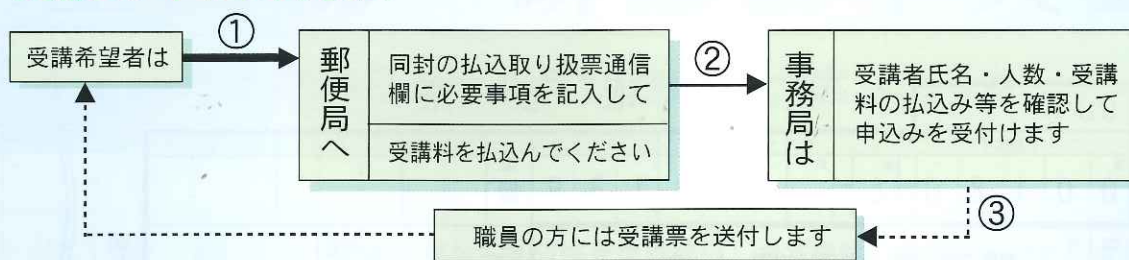 受講希望者は
①
郵便局へ
同封の払込取り扱票通信
欄に必要事項を記入して
受講料を払込んでください
②
事務局は
受講者氏名・人数・受講
料の払込み等を確認して
申込みを受付けます
③
職員の方には受講票を送付します